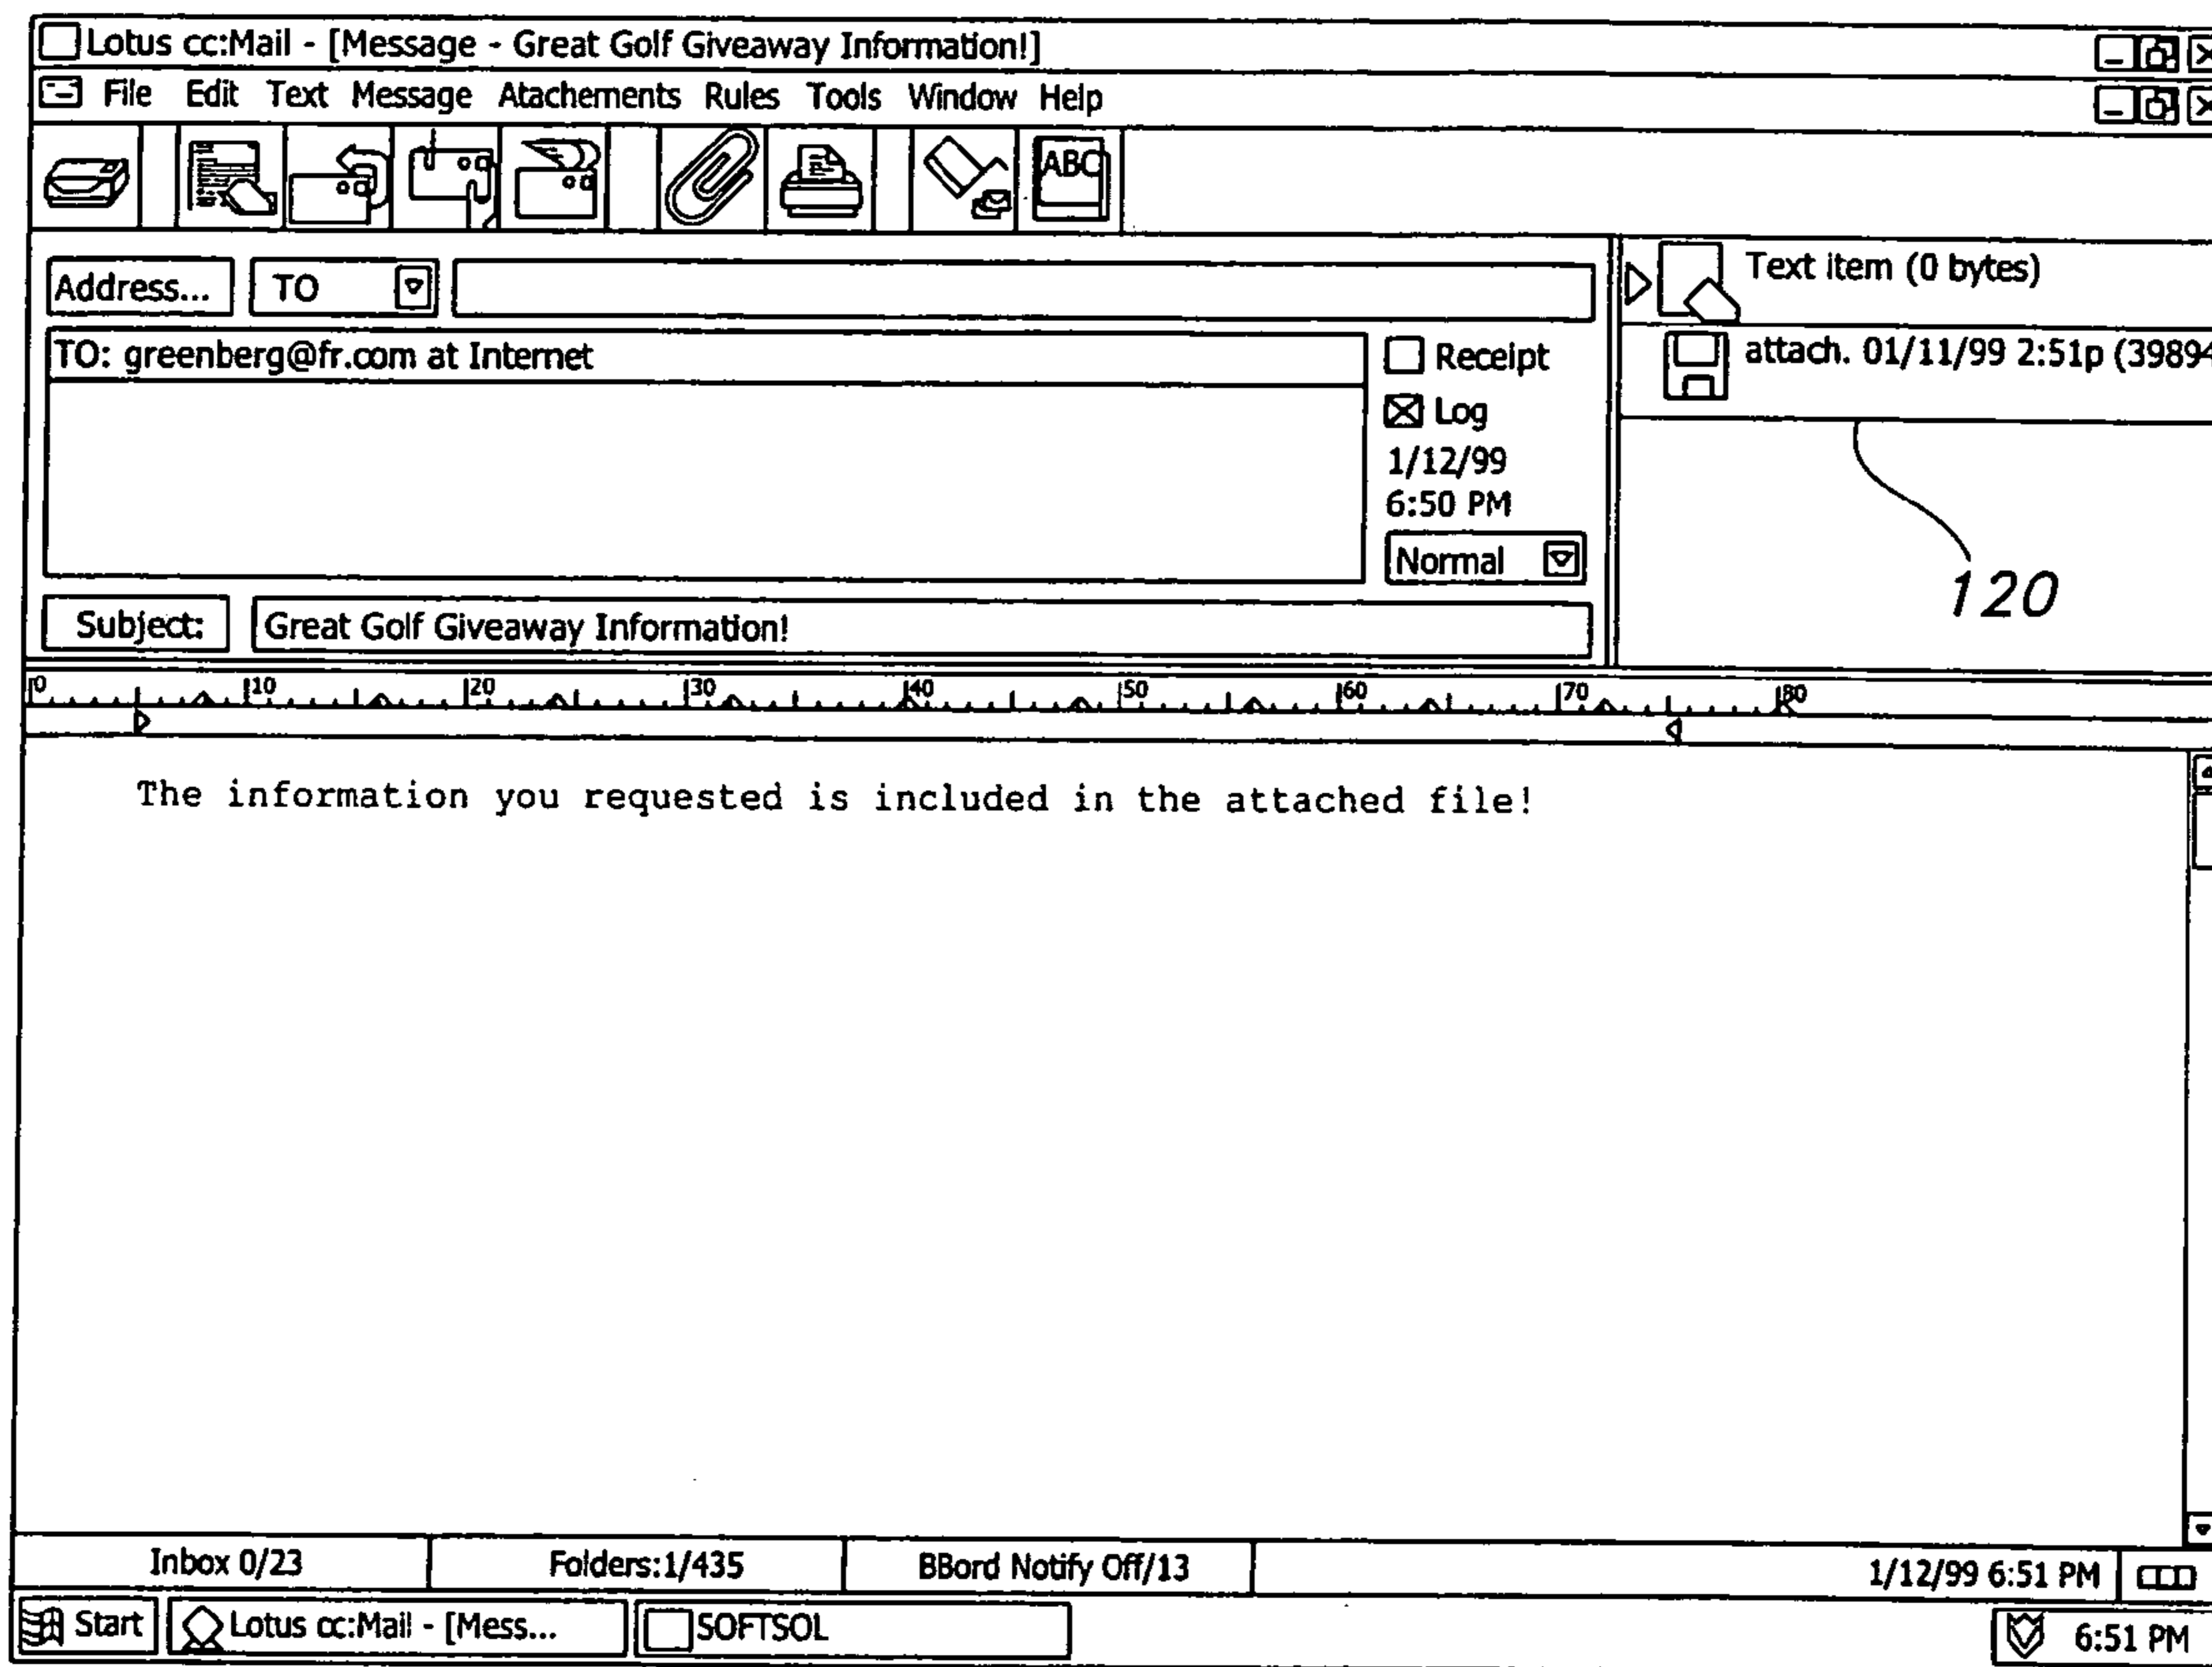 Lotus cc:Mail - [Message - Great Golf Giveaway Information!]
File Edit Text Message Atachements Rules Tools Window Help
ABC
Address... TO
Text item (0 bytes)
TO: greenberg@fr.com at Internet
Receipt
attach. 01/11/99 2:51p (39894
Log
1/12/99
6:50 PM
Normal
120
Subject: Great Golf Giveaway Information!
0 10 20 30 40 50 60 70 80
The information you requested is included in the attached file!
Inbox 0/23 Folders:1/435 BBord Notify Off/13 1/12/99 6:51 PM
Start Lotus cc:Mail - [Mess... SOFTSOL 6:51 PM